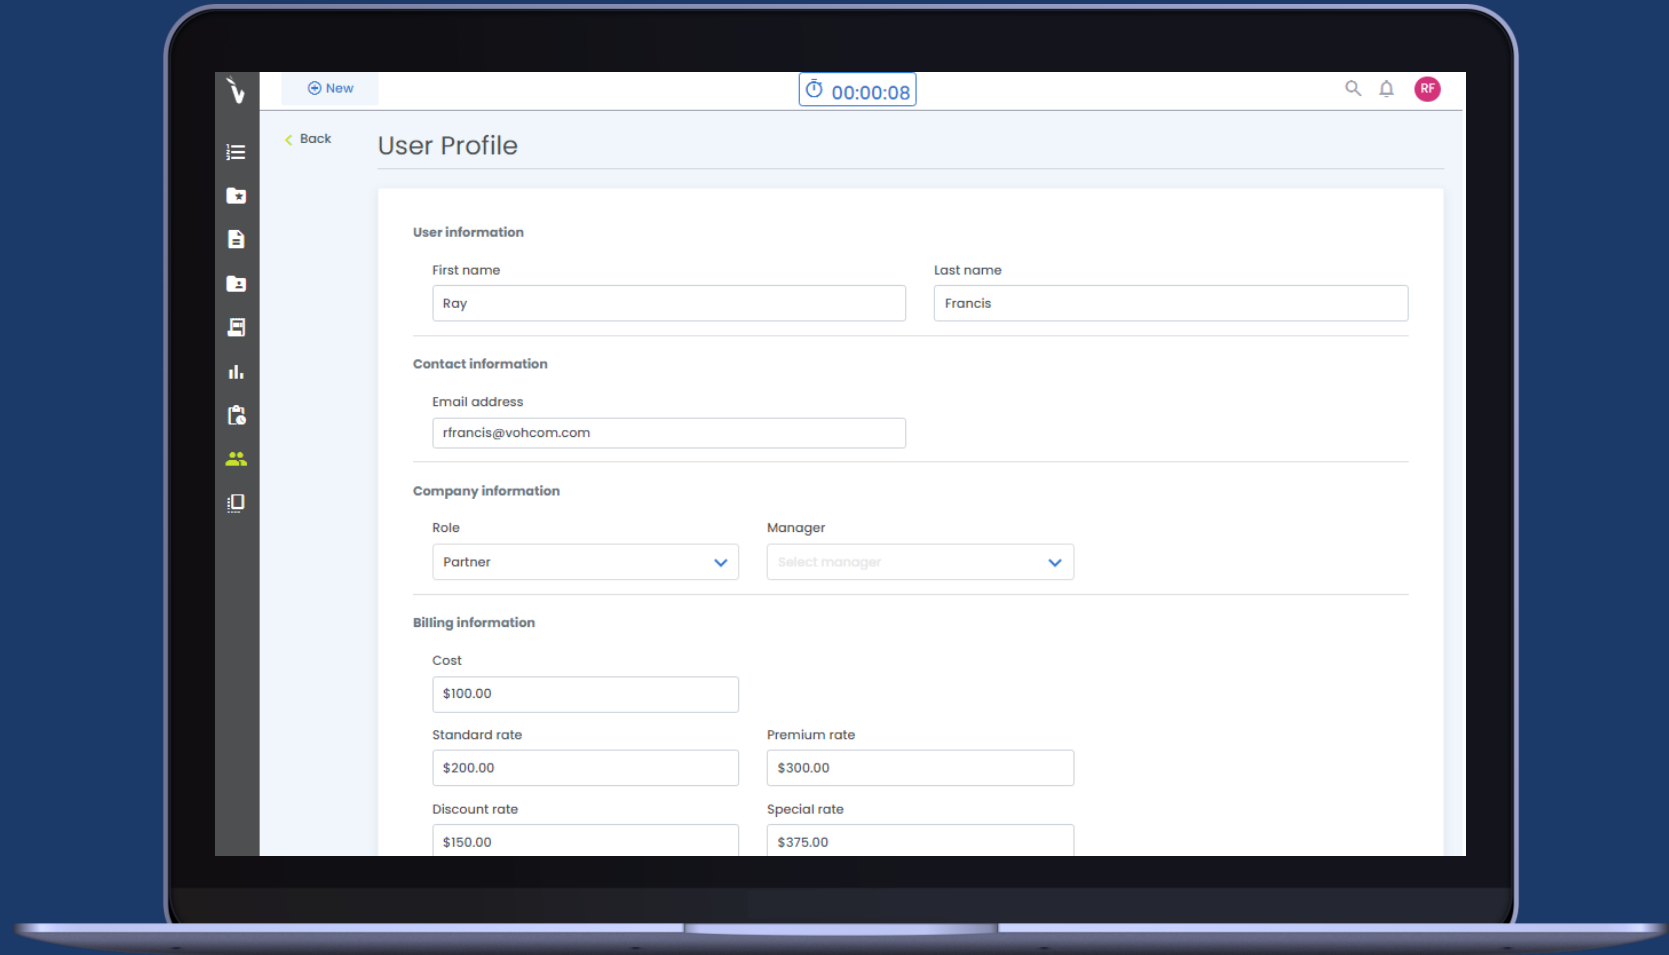 New
00:00:08
RF
Back
User Profile
User information
First name
Last name
Ray
Francis
Contact information
Email address
rfrancis@vohcom.com
Company information
Role
Manager
Partner
Select manager
Billing information
Cost
$100.00
Standard rate
Premium rate
$200.00
$300.00
Discount rate
Special rate
$150.00
$375.00